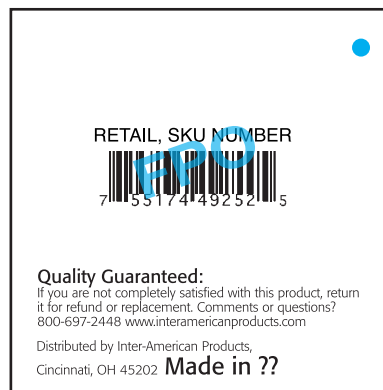 RETAIL, SKU NUMBER
FPO
7 55174 49252 5
Quality Guaranteed:
If you are not completely satisfied with this product, return
it for refund or replacement. Comments or questions?
800-697-2448 www.interamericanproducts.com
Distributed by Inter-American Products,
Cincinnati, OH 45202 Made in ??